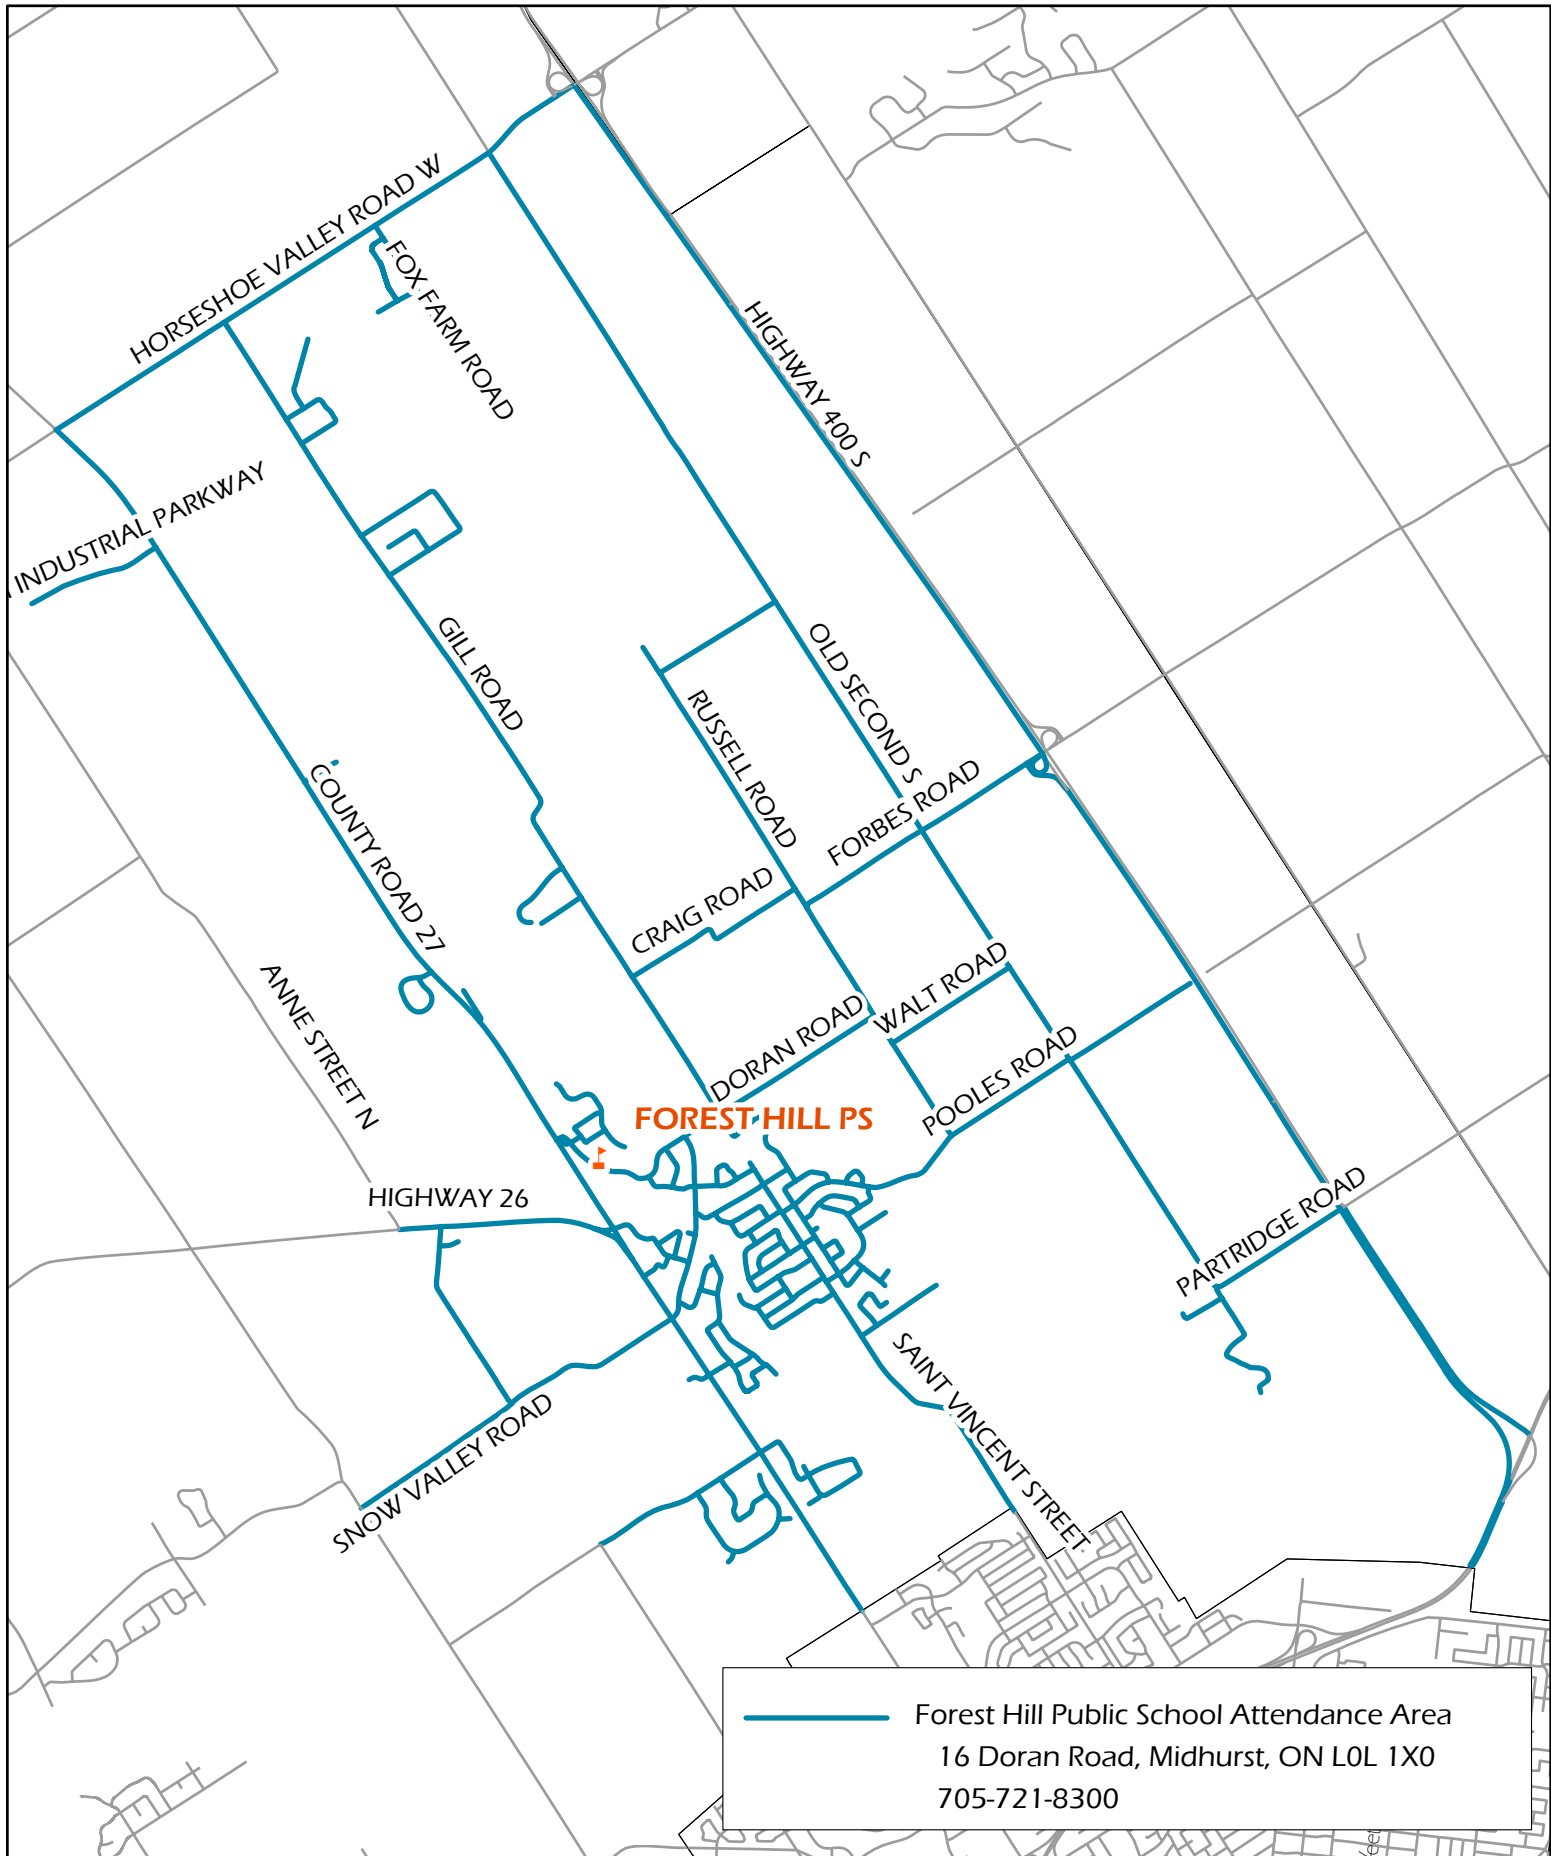 HORSESHOE VALLEY ROAD W
FOX FARM ROAD
HIGHWAY 400 S
INDUSTRIAL PARKWAY
GILL ROAD
OLD SECOND S
RUSSELL ROAD
COUNTY ROAD 27
FORBES ROAD
CRAIG ROAD
ANNE STREET N
WALT ROAD
DORAN ROAD
POOLES ROAD
FOREST HILL PS
HIGHWAY 26
PARTRIDGE ROAD
SNOW VALLEY ROAD
SAINT VINCENT STREET
Forest Hill Public School Attendance Area
16 Doran Road, Midhurst, ON L0L 1X0
705-721-8300